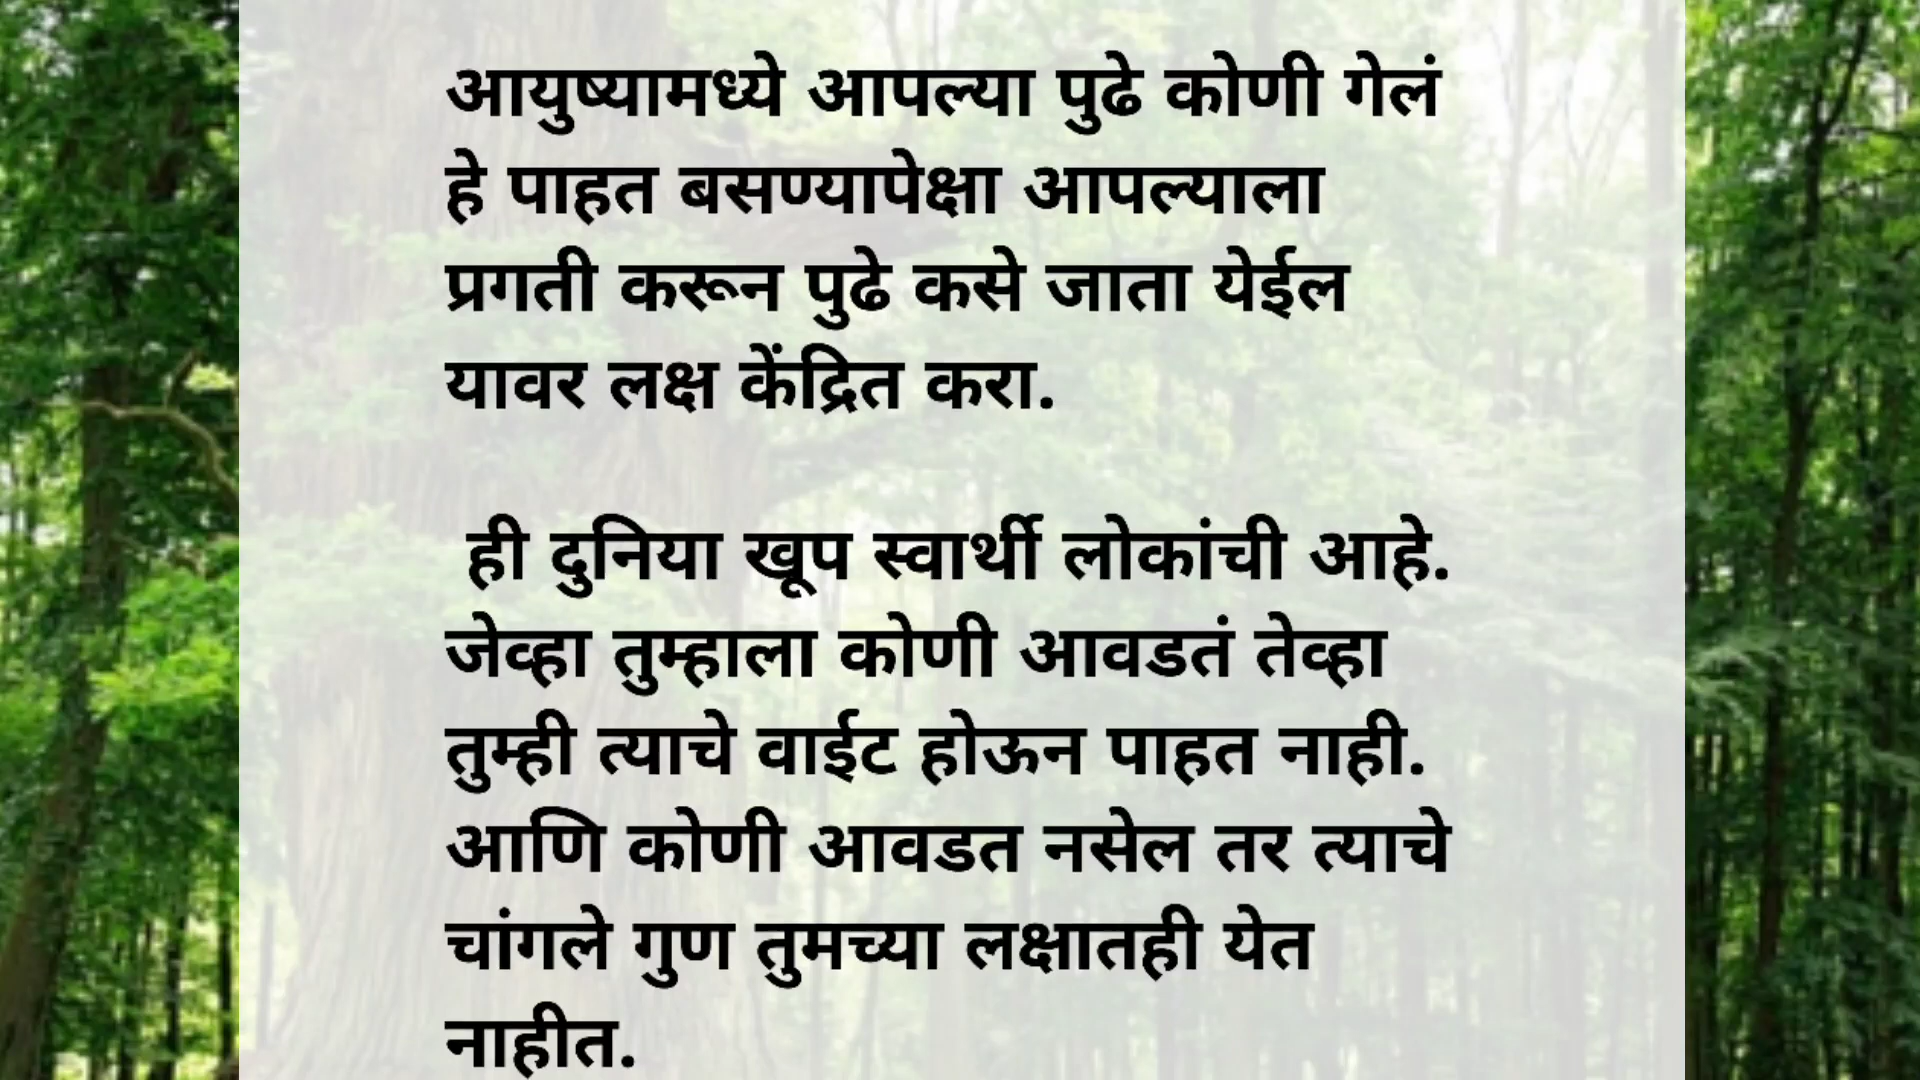 आयुष्यामध्ये आपल्या पुढे कोणी गेलं
हे पाहत बसण्यापेक्षा आपल्याला
प्रगती करून पुढे कसे जाता येईल
यावर लक्ष केंद्रित करा.
ही दुनिया खूप स्वार्थी लोकांची आहे.
जेव्हा तुम्हाला कोणी आवडतं तेव्हा
तुम्ही त्याचे वाईट होऊन पाहत नाही.
आणि कोणी आवडत नसेल तर त्याचे
चांगले गुण तुमच्या लक्षातही येत
नाहीत.